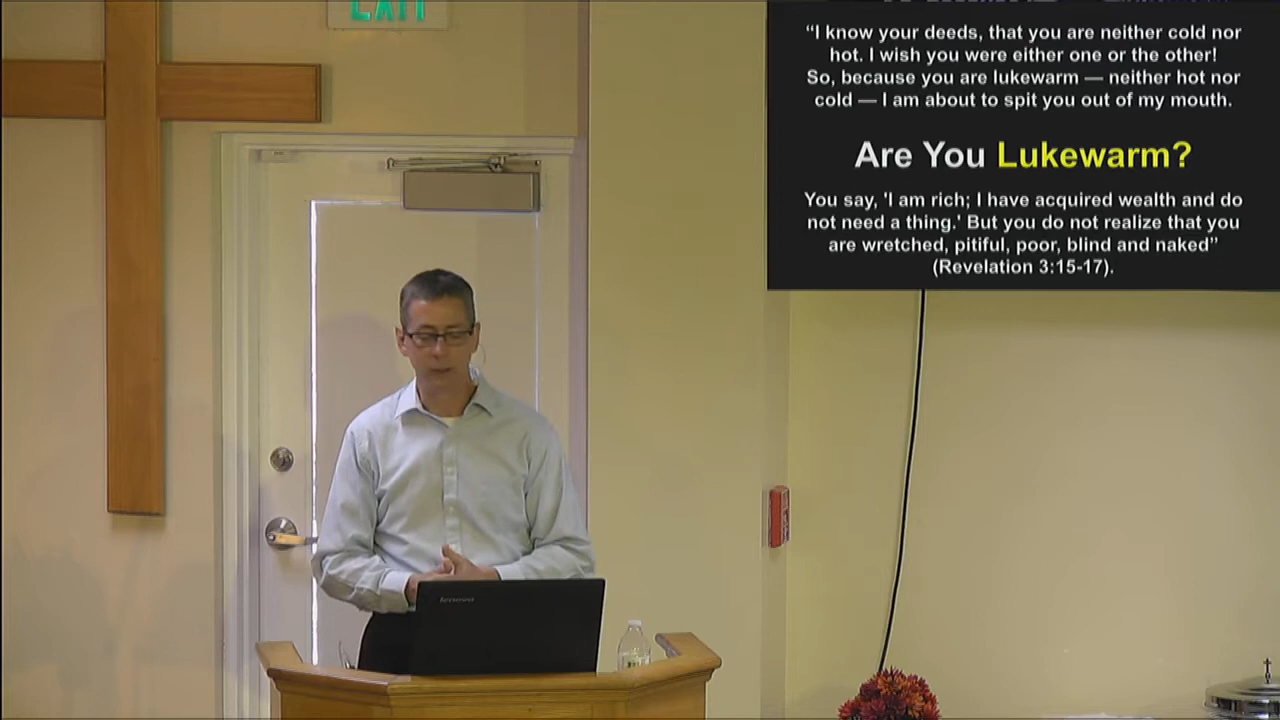 EXIT
“I know your deeds, that you are neither cold nor
hot. I wish you were either one or the other!
So, because you are lukewarm — neither hot nor
cold — I am about to spit you out of my mouth.
Are You Lukewarm?
You say, 'I am rich; I have acquired wealth and do
not need a thing.' But you do not realize that you
are wretched, pitiful, poor, blind and naked”
(Revelation 3:15-17).
lenovo